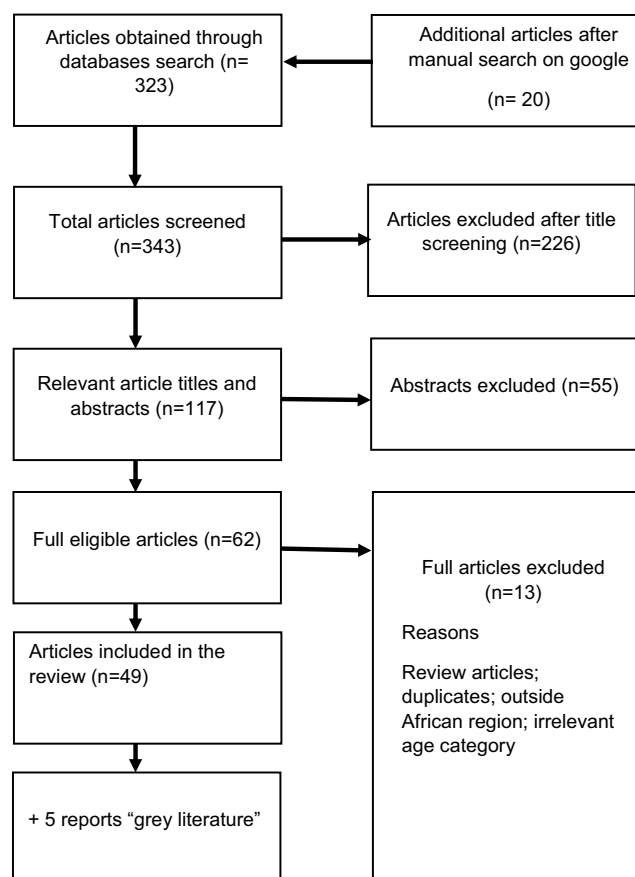 Articles obtained through
databases search (n=
323)
Additional articles after
manual search on google
(n= 20)
Total articles screened
(n=343)
Articles excluded after title
screening (n=226)
Relevant article titles and
abstracts (n=117)
Abstracts excluded (n=55)
Full eligible articles (n=62)
Full articles excluded
(n=13)
Reasons
Review articles;
duplicates; outside
African region; irrelevant
age category
Articles included in the
review (n=49)
+ 5 reports “grey literature”